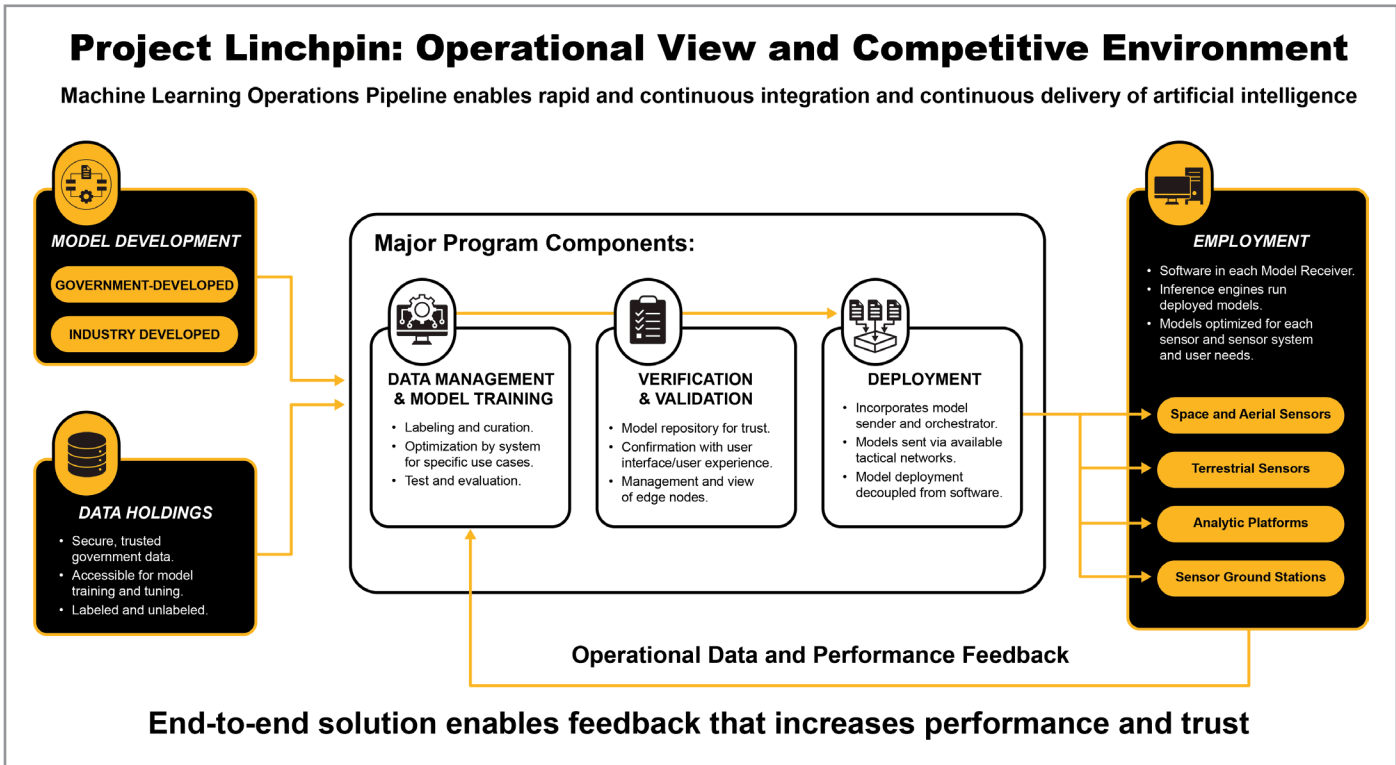 Project Linchpin: Operational View and Competitive Environment
Machine Learning Operations Pipeline enables rapid and continuous integration and continuous delivery of artificial intelligence
MODEL DEVELOPMENT
GOVERNMENT-DEVELOPED
INDUSTRY DEVELOPED
DATA HOLDINGS
• Secure, trusted
government data.
• Accessible for model
training and tuning.
• Labeled and unlabeled.
Major Program Components:
DATA MANAGEMENT
& MODEL TRAINING
• Labeling and curation.
• Optimization by system
for specific use cases.
• Test and evaluation.
VERIFICATION
& VALIDATION
• Model repository for trust.
• Confirmation with user
interface/user experience.
• Management and view
of edge nodes.
DEPLOYMENT
• Incorporates model
sender and orchestrator.
• Models sent via available
tactical networks.
• Model deployment
decoupled from software.
EMPLOYMENT
• Software in each Model Receiver.
• Inference engines run
deployed models.
• Models optimized for each
sensor and sensor system
and user needs.
Space and Aerial Sensors
Terrestrial Sensors
Analytic Platforms
Sensor Ground Stations
Operational Data and Performance Feedback
End-to-end solution enables feedback that increases performance and trust